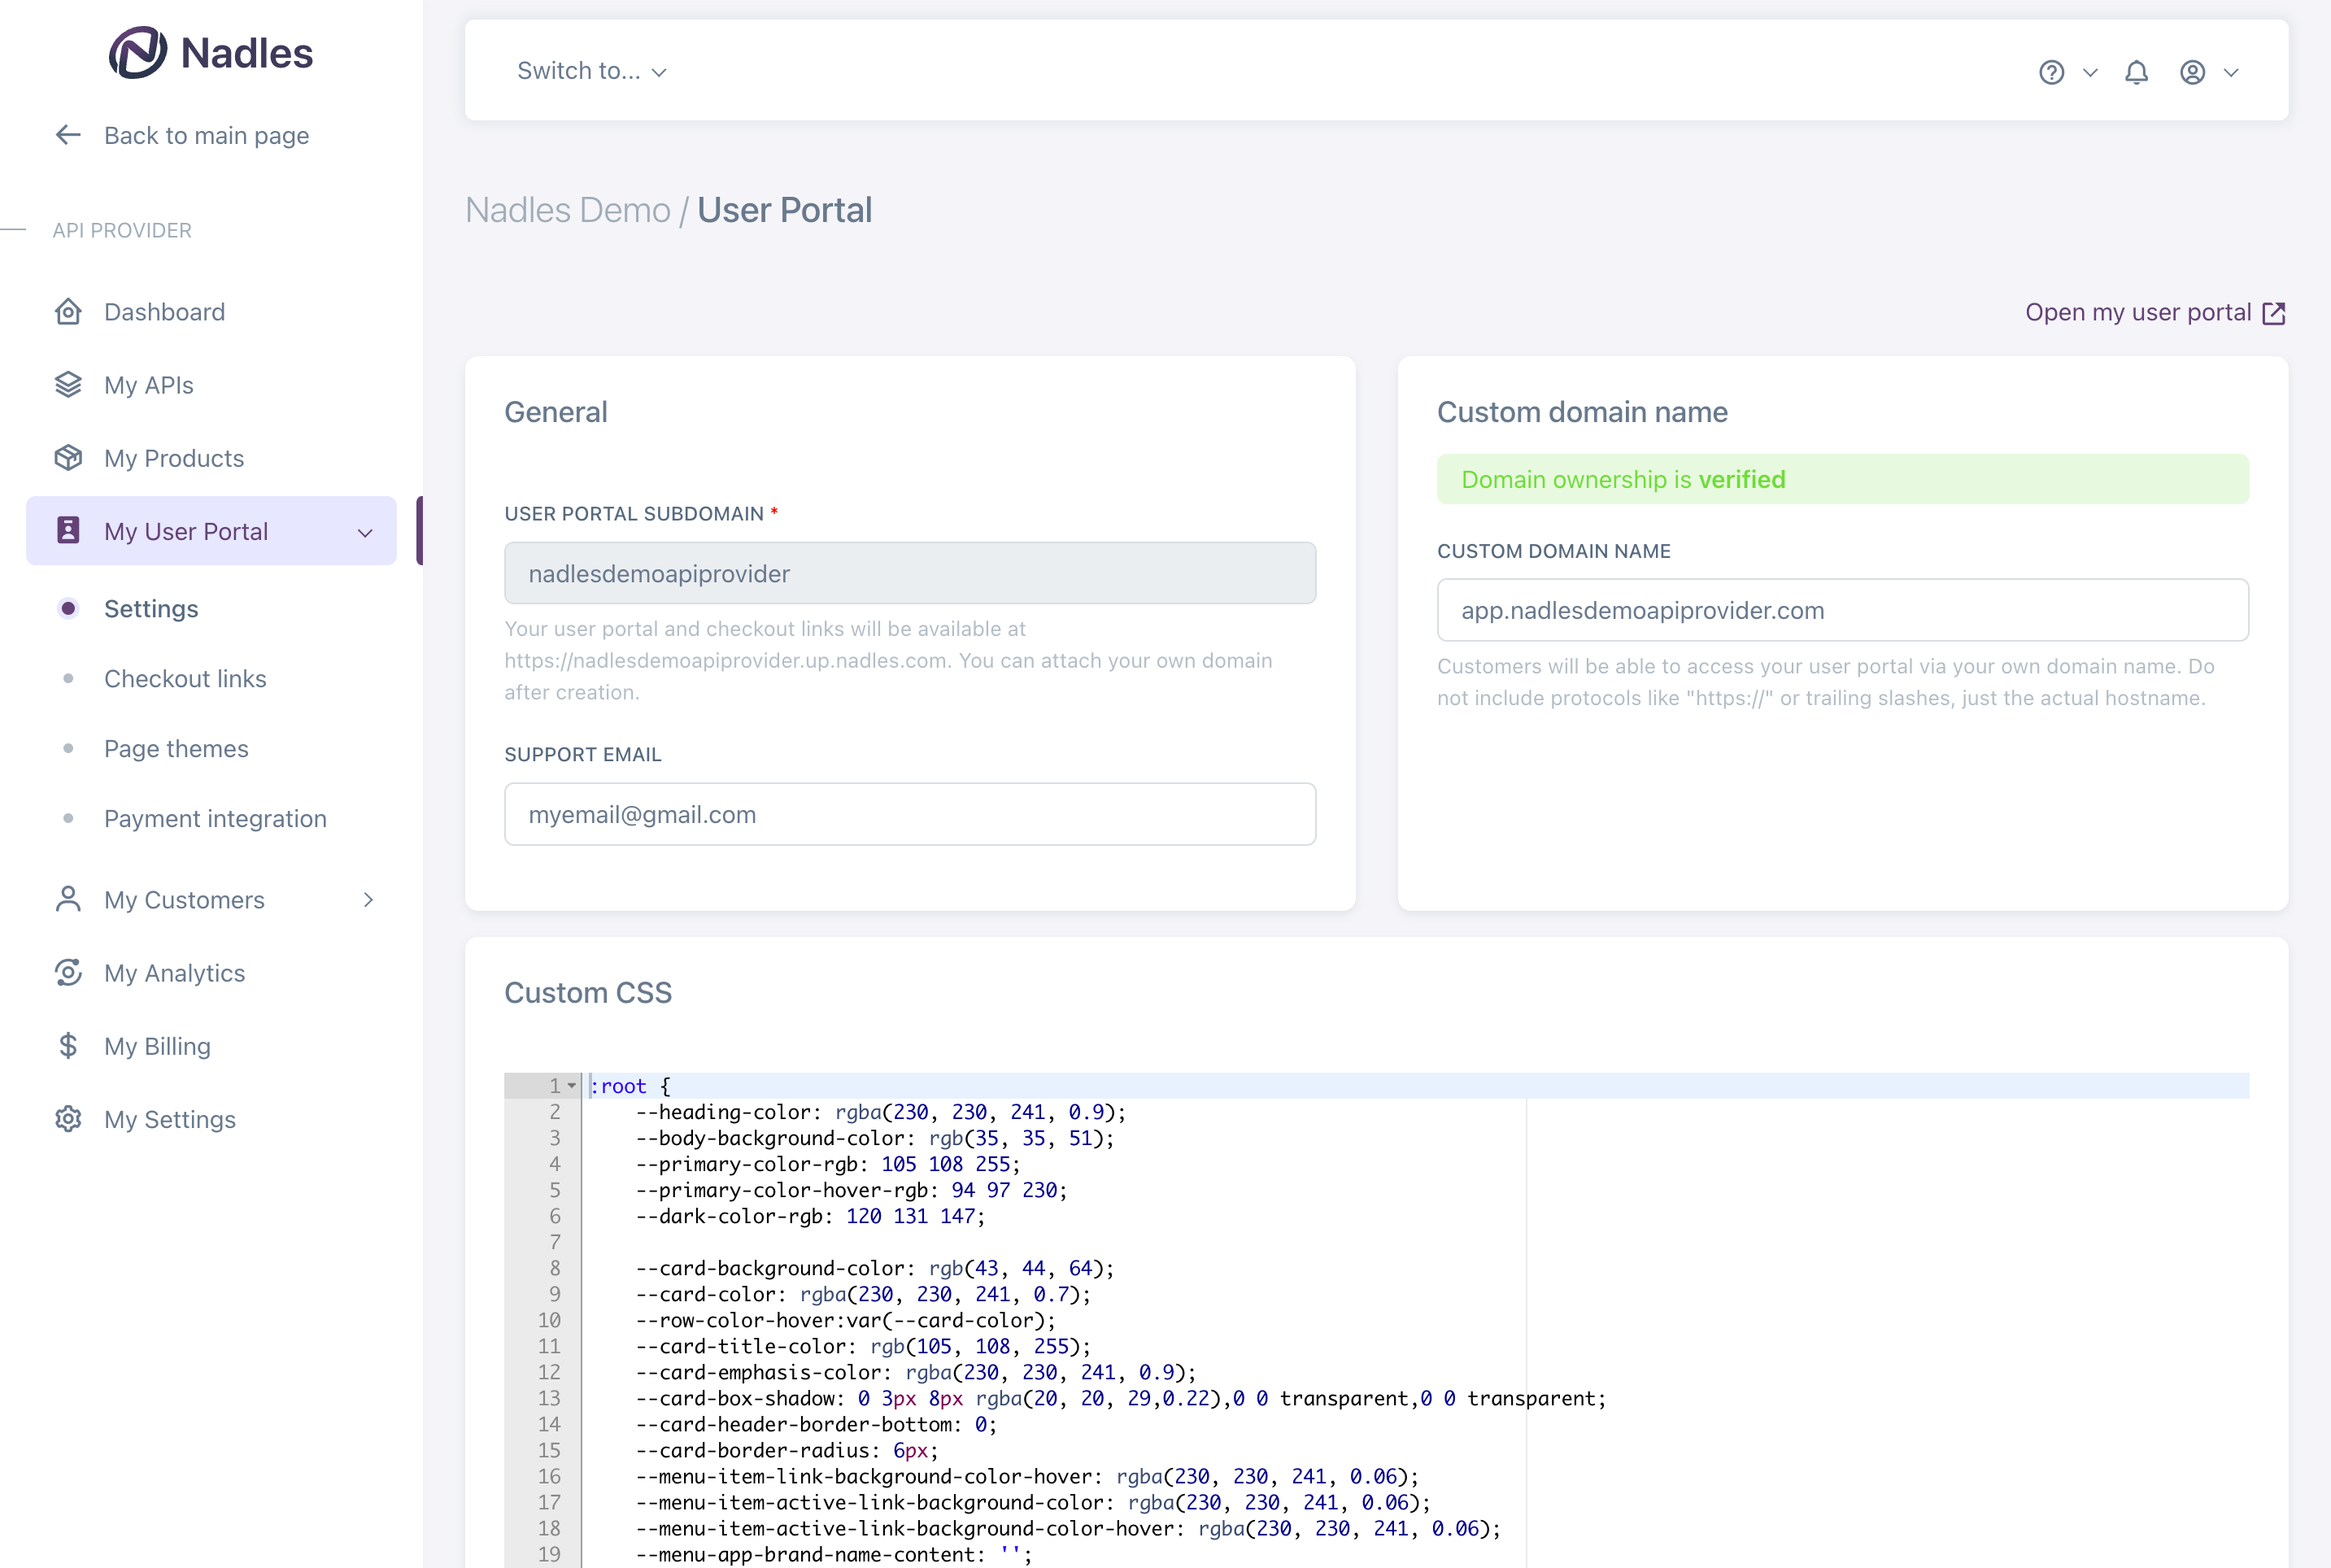 Nadles
Back to main page
API PROVIDER
Dashboard
My APIs
My Products
My User Portal
Settings
Checkout links
Page themes
Payment integration
My Customers
My Analytics
My Billing
My Settings
Switch to...
Nadles Demo / User Portal
Open my user portal
General
USER PORTAL SUBDOMAIN *
nadlesdemoapiprovider
Your user portal and checkout links will be available at
https://nadlesdemoapiprovider.up.nadles.com. You can attach your own domain
after creation.
SUPPORT EMAIL
myemail@gmail.com
Custom domain name
Domain ownership is verified
CUSTOM DOMAIN NAME
app.nadlesdemoapiprovider.com
Customers will be able to access your user portal via your own domain name. Do
not include protocols like "https://" or trailing slashes, just the actual hostname.
Custom CSS
1 :root {
2 --heading-color: rgba(230, 230, 241, 0.9);
3 --body-background-color: rgb(35, 35, 51);
4 --primary-color-rgb: 105 108 255;
5 --primary-color-hover-rgb: 94 97 230;
6 --dark-color-rgb: 120 131 147;
7
8 --card-background-color: rgb(43, 44, 64);
9 --card-color: rgba(230, 230, 241, 0.7);
10 --row-color-hover:var(--card-color);
11 --card-title-color: rgb(105, 108, 255);
12 --card-emphasis-color: rgba(230, 230, 241, 0.9);
13 --card-box-shadow: 0 3px 8px rgba(20, 20, 29,0.22),0 0 transparent,0 0 transparent;
14 --card-header-border-bottom: 0;
15 --card-border-radius: 6px;
16 --menu-item-link-background-color-hover: rgba(230, 230, 241, 0.06);
17 --menu-item-active-link-background-color: rgba(230, 230, 241, 0.06);
18 --menu-item-active-link-background-color-hover: rgba(230, 230, 241, 0.06);
19 --menu-app-brand-name-content: '';